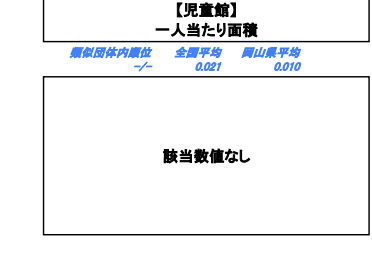 【児童館】
一人当たり面積
類似団体内順位 全国平均 岡山県平均
-/- 0.021 0.010
該当数値なし